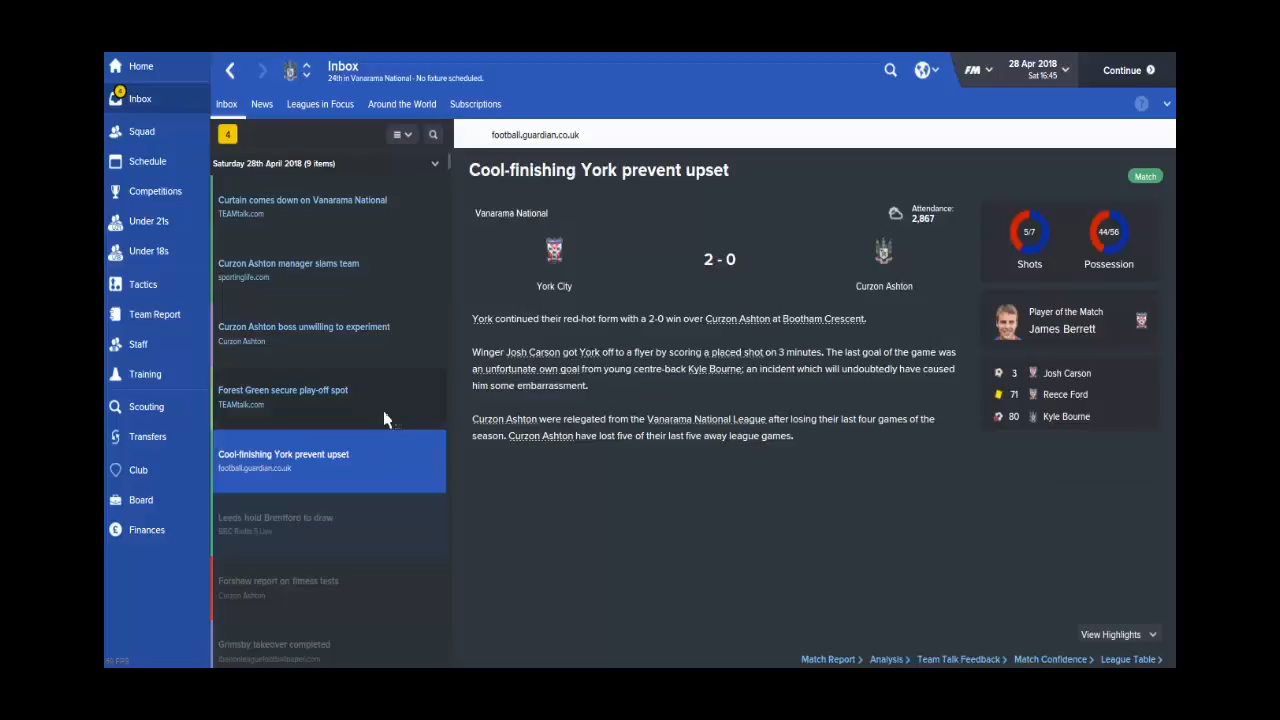 Home
Inbox
24th in Vanarama National - No fixture scheduled.
FM
28 Apr 2018
Sat 16:45
Continue
4
Inbox
Inbox
News
Leagues in Focus
Around the World
Subscriptions
?
Squad
Schedule
Competitions
Under 21s
Under 18s
Tactics
Team Report
Staff
Training
Scouting
Transfers
Club
Board
Finances
4
Saturday 28th April 2018 (9 items)
Curtain comes down on Vanarama National
TEAMtalk.com
Curzon Ashton manager slams team
sportinglife.com
Curzon Ashton boss unwilling to experiment
Curzon Ashton
Forest Green secure play-off spot
TEAMtalk.com
Cool-finishing York prevent upset
football.guardian.co.uk
Leeds hold Brentford to draw
BBC Radio 5 Live
Forshaw report on fitness tests
Curzon Ashton
Grimsby takeover completed
football.guardian.co.uk
Cool-finishing York prevent upset
Match
Vanarama National
Attendance:
2,867
York City
2 - 0
Curzon Ashton
5/7
Shots
44/56
Possession
York continued their red-hot form with a 2-0 win over Curzon Ashton at Bootham Crescent.
Winger Josh Carson got York off to a flyer by scoring a placed shot on 3 minutes. The last goal of the game was
an unfortunate own goal from young centre-back Kyle Bourne; an incident which will undoubtedly have caused
him some embarrassment.
Curzon Ashton were relegated from the Vanarama National League after losing their last four games of the
season. Curzon Ashton have lost five of their last five away league games.
Player of the Match
James Berrett
3 Josh Carson
71 Reece Ford
80 Kyle Bourne
View Highlights
Match Report
Analysis
Team Talk Feedback
Match Confidence
League Table